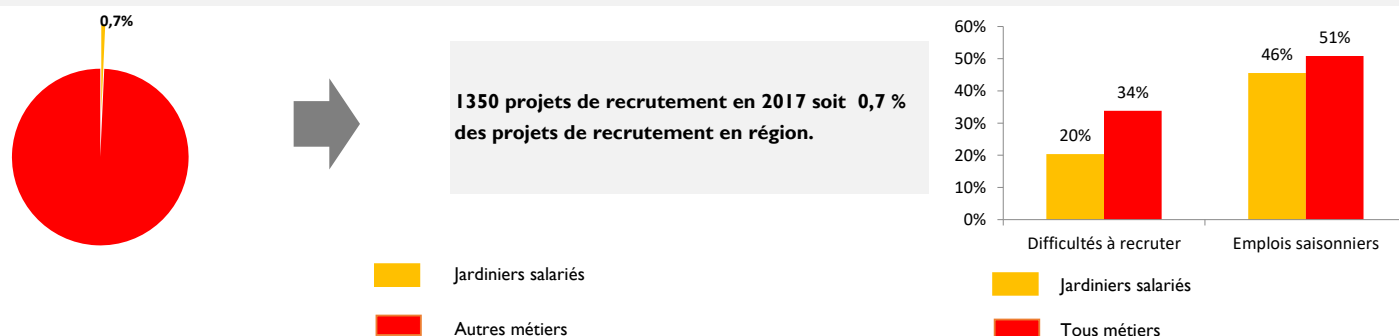 0,7%
1350 projets de recrutement en 2017 soit 0,7 %
des projets de recrutement en région.
Jardiniers salariés
Autres métiers
60%
50%
40%
30%
20%
10%
0%
20%
34%
46%
51%
Difficultés à recruter
Emplois saisonniers
Jardiniers salariés
Tous métiers